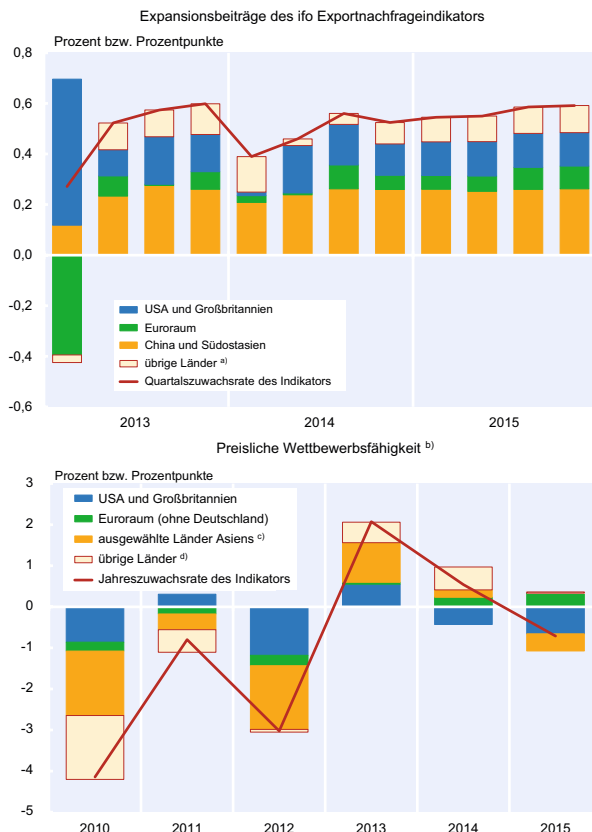 Expansionsbeiträge des ifo Exportnachfrageindikators
Prozent bzw. Prozentpunkte
0,8
0,6
0,4
0,2
0,0
-0,2
-0,4
-0,6
USA und Großbritannien
Euroraum
China und Südostasien
übrige Länder a)
Quartalszuwachsrate des Indikators
2013
2014
2015
Preisliche Wettbewerbsfähigkeit b)
Prozent bzw. Prozentpunkte
3
2
1
0
-1
-2
-3
-4
-5
USA und Großbritannien
Euroraum (ohne Deutschland)
ausgewählte Länder Asiens c)
übrige Länder d)
Jahreszuwachsrate des Indikators
2010
2011
2012
2013
2014
2015